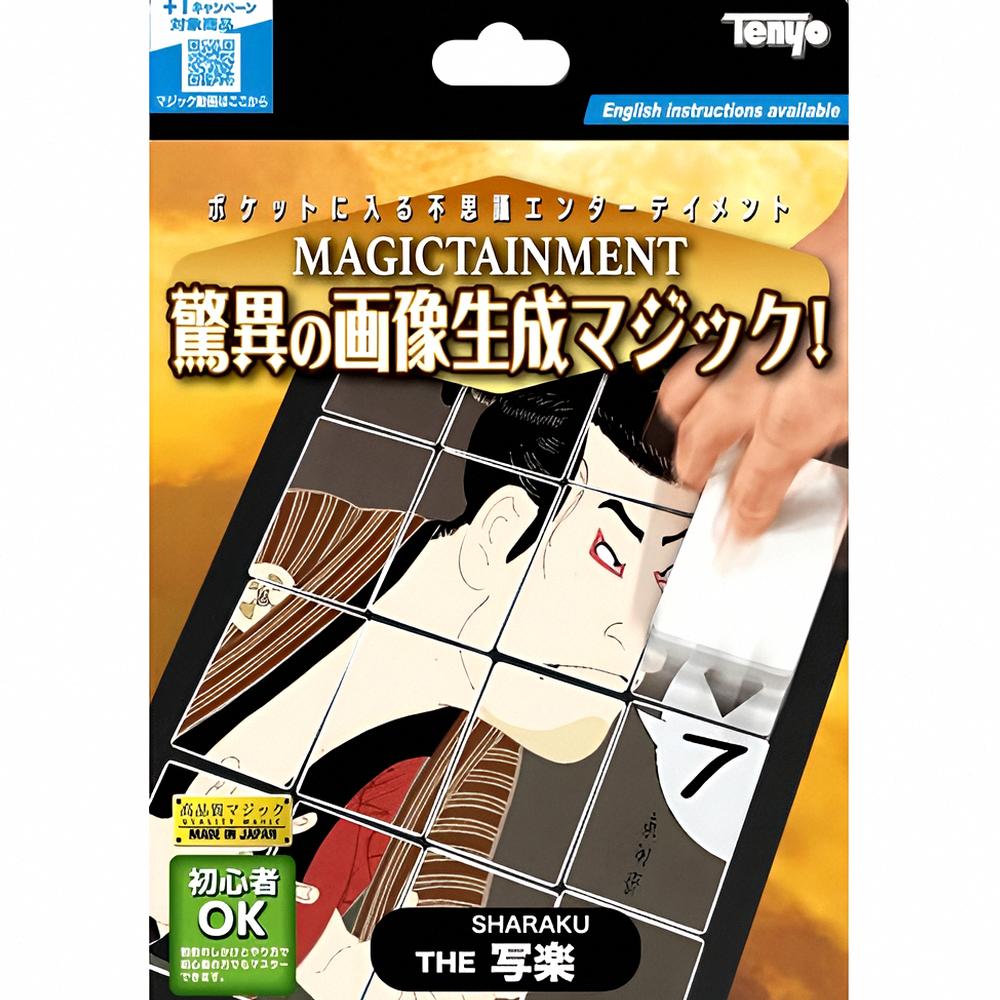 +1キャンペーン
対象商品
マジック動画はここから
Tenyo
English instructions available
ポケットに入る不思議エンターテイメント
MAGICTAINMENT
驚異の画像生成マジック!
7
高品質マジック
QUALITY MAGIC
MADE IN JAPAN
初心者
OK
SHARAKU
THE 写楽